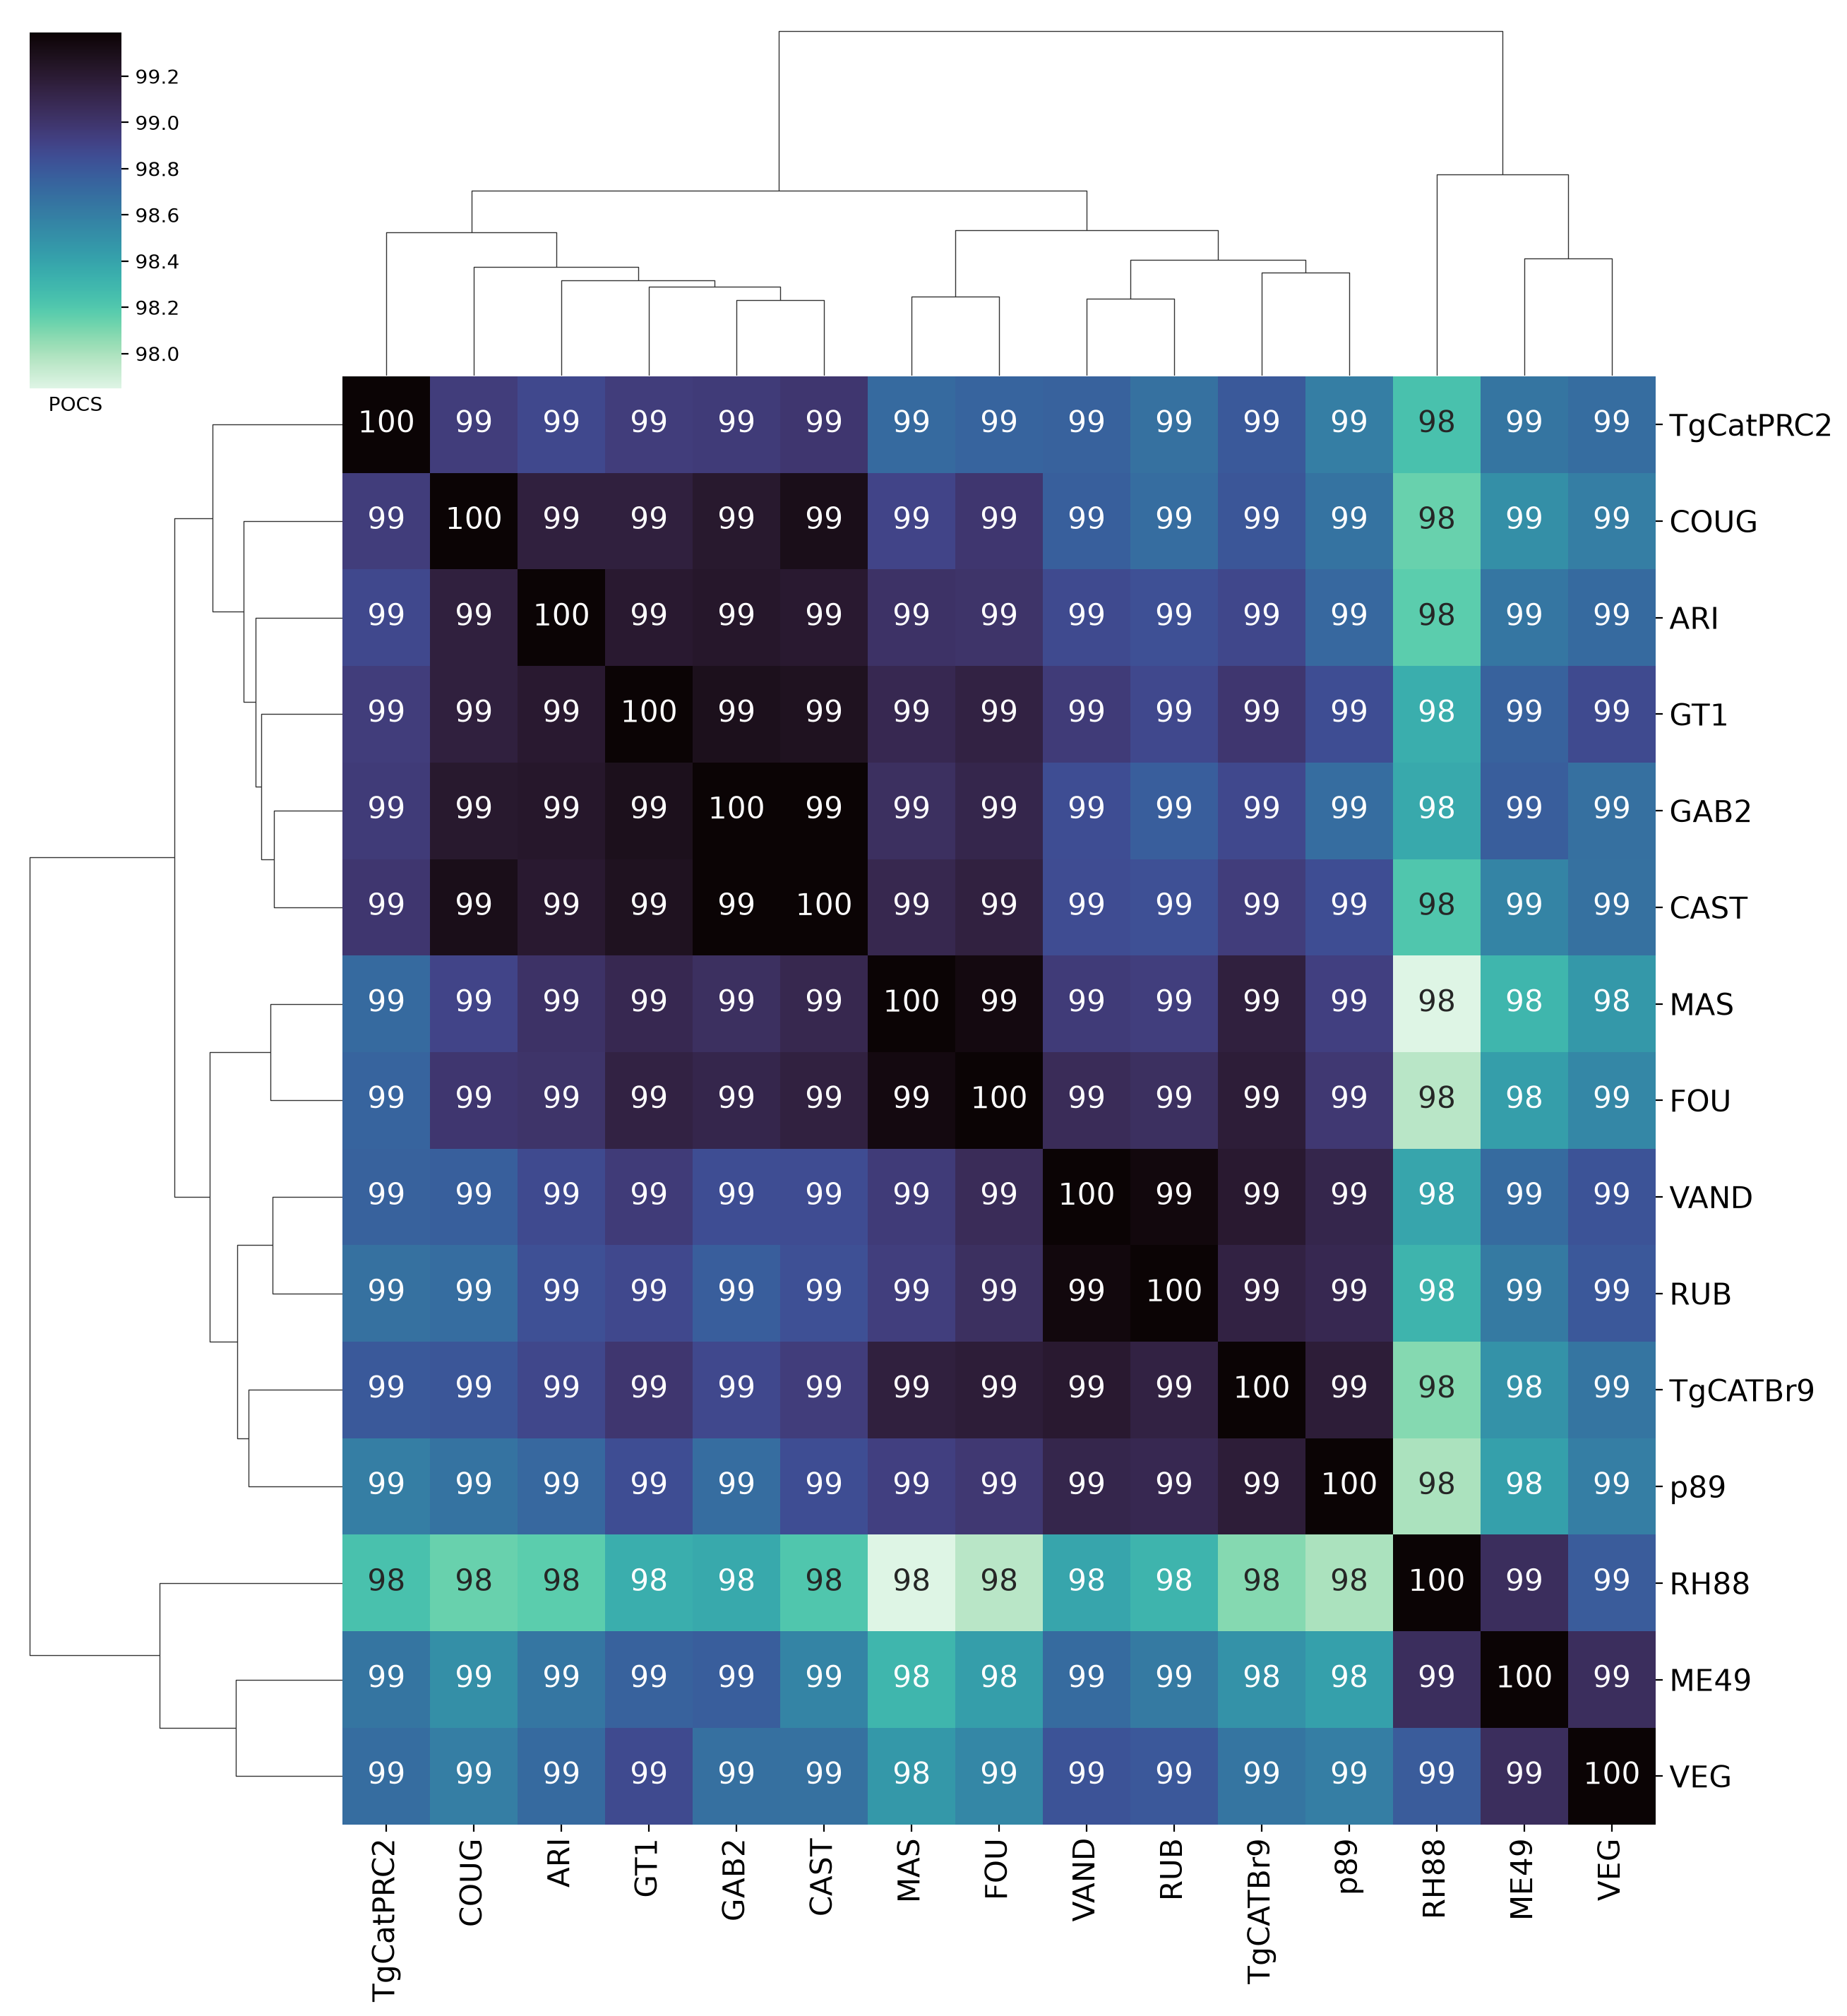 99.2
99.0
98.8
98.6
98.4
98.2
98.0
POCS
100 99 99 99 99 99 99 99 99 99 99 99 98 99 99 TgCatPRC2
99 100 99 99 99 99 99 99 99 99 99 99 98 99 99 COUG
99 99 100 99 99 99 99 99 99 99 99 99 98 99 99 ARI
99 99 99 100 99 99 99 99 99 99 99 99 98 99 99 GT1
99 99 99 99 100 99 99 99 99 99 99 99 98 99 99 GAB2
99 99 99 99 99 100 99 99 99 99 99 99 98 99 99 CAST
99 99 99 99 99 99 100 99 99 99 99 99 98 98 98 MAS
99 99 99 99 99 99 99 100 99 99 99 99 98 98 99 FOU
99 99 99 99 99 99 99 99 100 99 99 99 98 99 99 VAND
99 99 99 99 99 99 99 99 99 100 99 99 98 99 99 RUB
99 99 99 99 99 99 99 99 99 99 100 99 98 98 99 TgCATBr9
99 99 99 99 99 99 99 99 99 99 99 100 98 98 99 p89
98 98 98 98 98 98 98 98 98 98 98 98 100 99 99 RH88
99 99 99 99 99 99 98 98 99 99 98 98 99 100 99 ME49
99 99 99 99 99 99 98 99 99 99 99 99 99 99 100 VEG
TgCatPRC2 COUG ARI GT1 GAB2 CAST MAS FOU VAND RUB TgCATBr9 p89 RH88 ME49 VEG